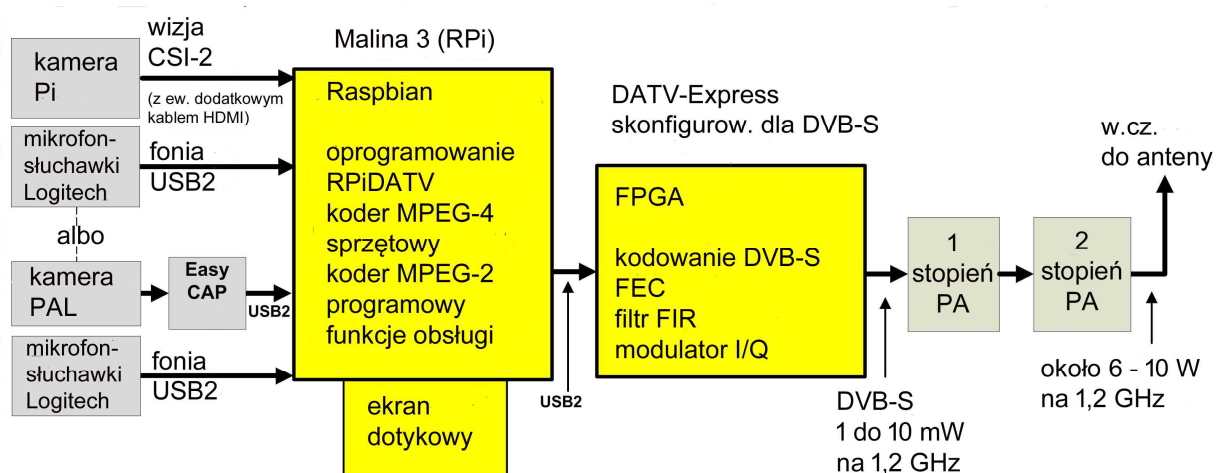 kamera
Pi
wizja
CSI-2
(z ew. dodatkowym
kablem HDMI)
mikrofon-
słuchawki
Logitech
fonia
USB2
albo
kamera
PAL
Easy
CAP
USB2
mikrofon-
słuchawki
Logitech
fonia
USB2
Malina 3 (RPi)
Raspbian
oprogramowanie
RPiDATV
koder MPEG-4
sprzętowy
koder MPEG-2
programowy
funkcje obsługi
ekran
dotykowy
USB2
DATV-Express
skonfigurow. dla DVB-S
FPGA
kodowanie DVB-S
FEC
filtr FIR
modulator I/Q
DVB-S
1 do 10 mW
na 1,2 GHz
1
stopień
PA
2
stopień
PA
w.cz.
do anteny
około 6 - 10 W
na 1,2 GHz